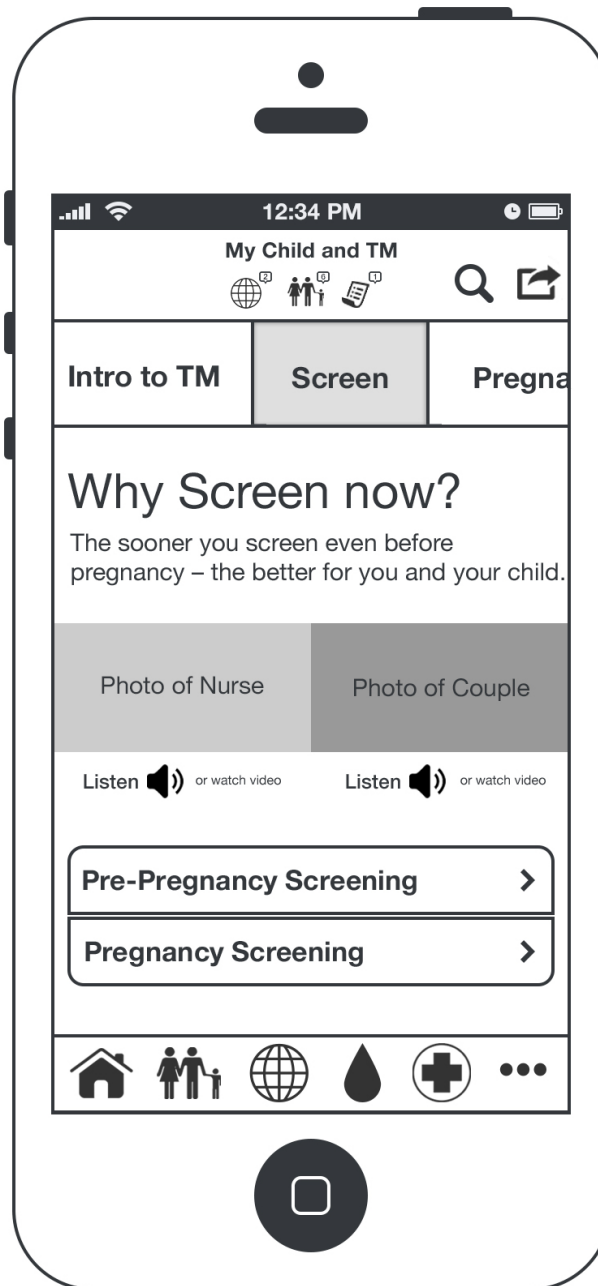 12:34 PM
My Child and TM
2 6 1
Intro to TM Screen Pregna
Why Screen now?
The sooner you screen even before
pregnancy – the better for you and your child.
Photo of Nurse Photo of Couple
Listen or watch video Listen or watch video
Pre-Pregnancy Screening
Pregnancy Screening